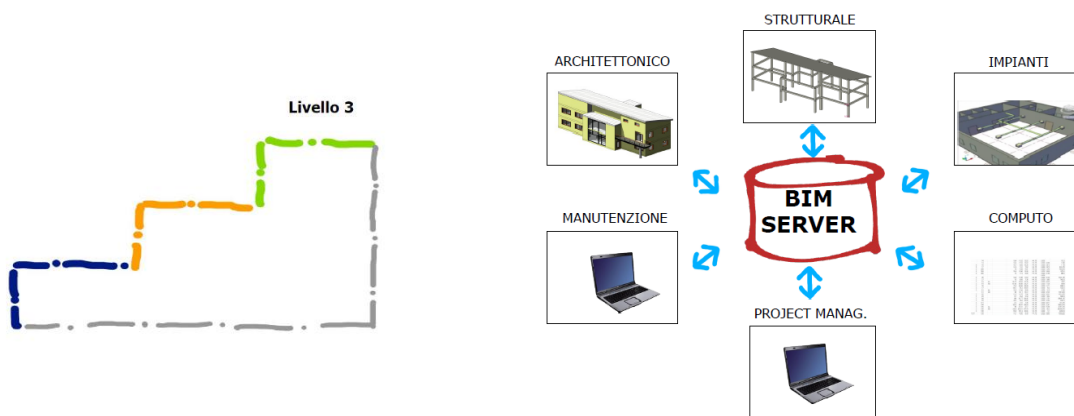 Livello 3
STRUTTURALE
ARCHITETTONICO
IMPIANTI
BIM
SERVER
MANUTENZIONE
COMPUTO
PROJECT MANAG.